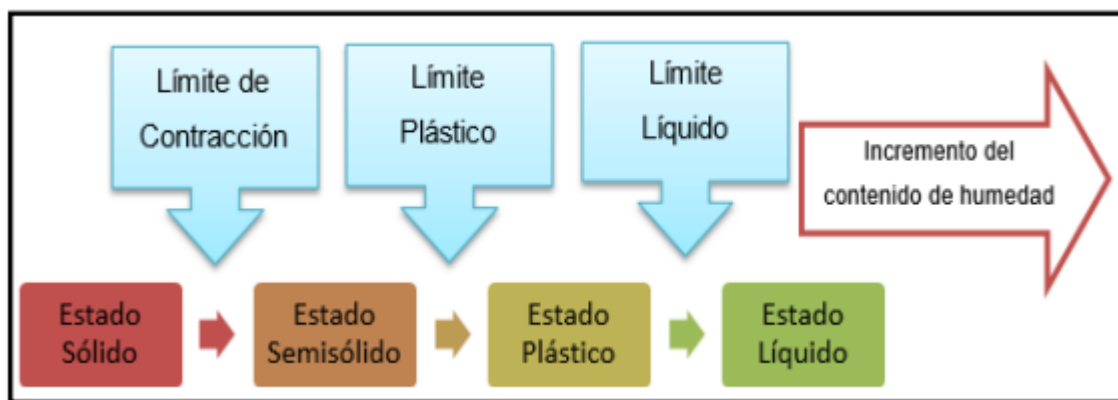 Límite de
Contracción
Límite
Plástico
Límite
Líquido
Incremento del
contenido de humedad
Estado
Sólido
Estado
Semisólido
Estado
Plástico
Estado
Líquido